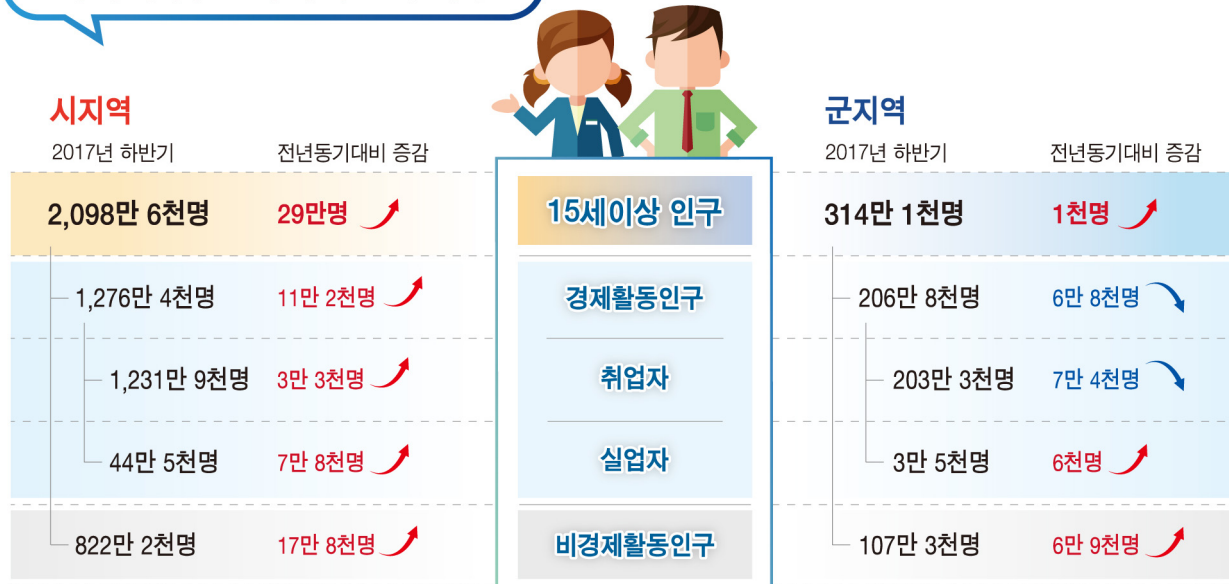 시지역
군지역
2017년 하반기 전년동기대비 증감
2017년 하반기 전년동기대비 증감
2,098만 6천명 29만명 15세이상 인구 314만 1천명 1천명
1,276만 4천명 11만 2천명 경제활동인구 206만 8천명 6만 8천명
1,231만 9천명 3만 3천명 취업자 203만 3천명 7만 4천명
44만 5천명 7만 8천명 실업자 3만 5천명 6천명
822만 2천명 17만 8천명 비경제활동인구 107만 3천명 6만 9천명